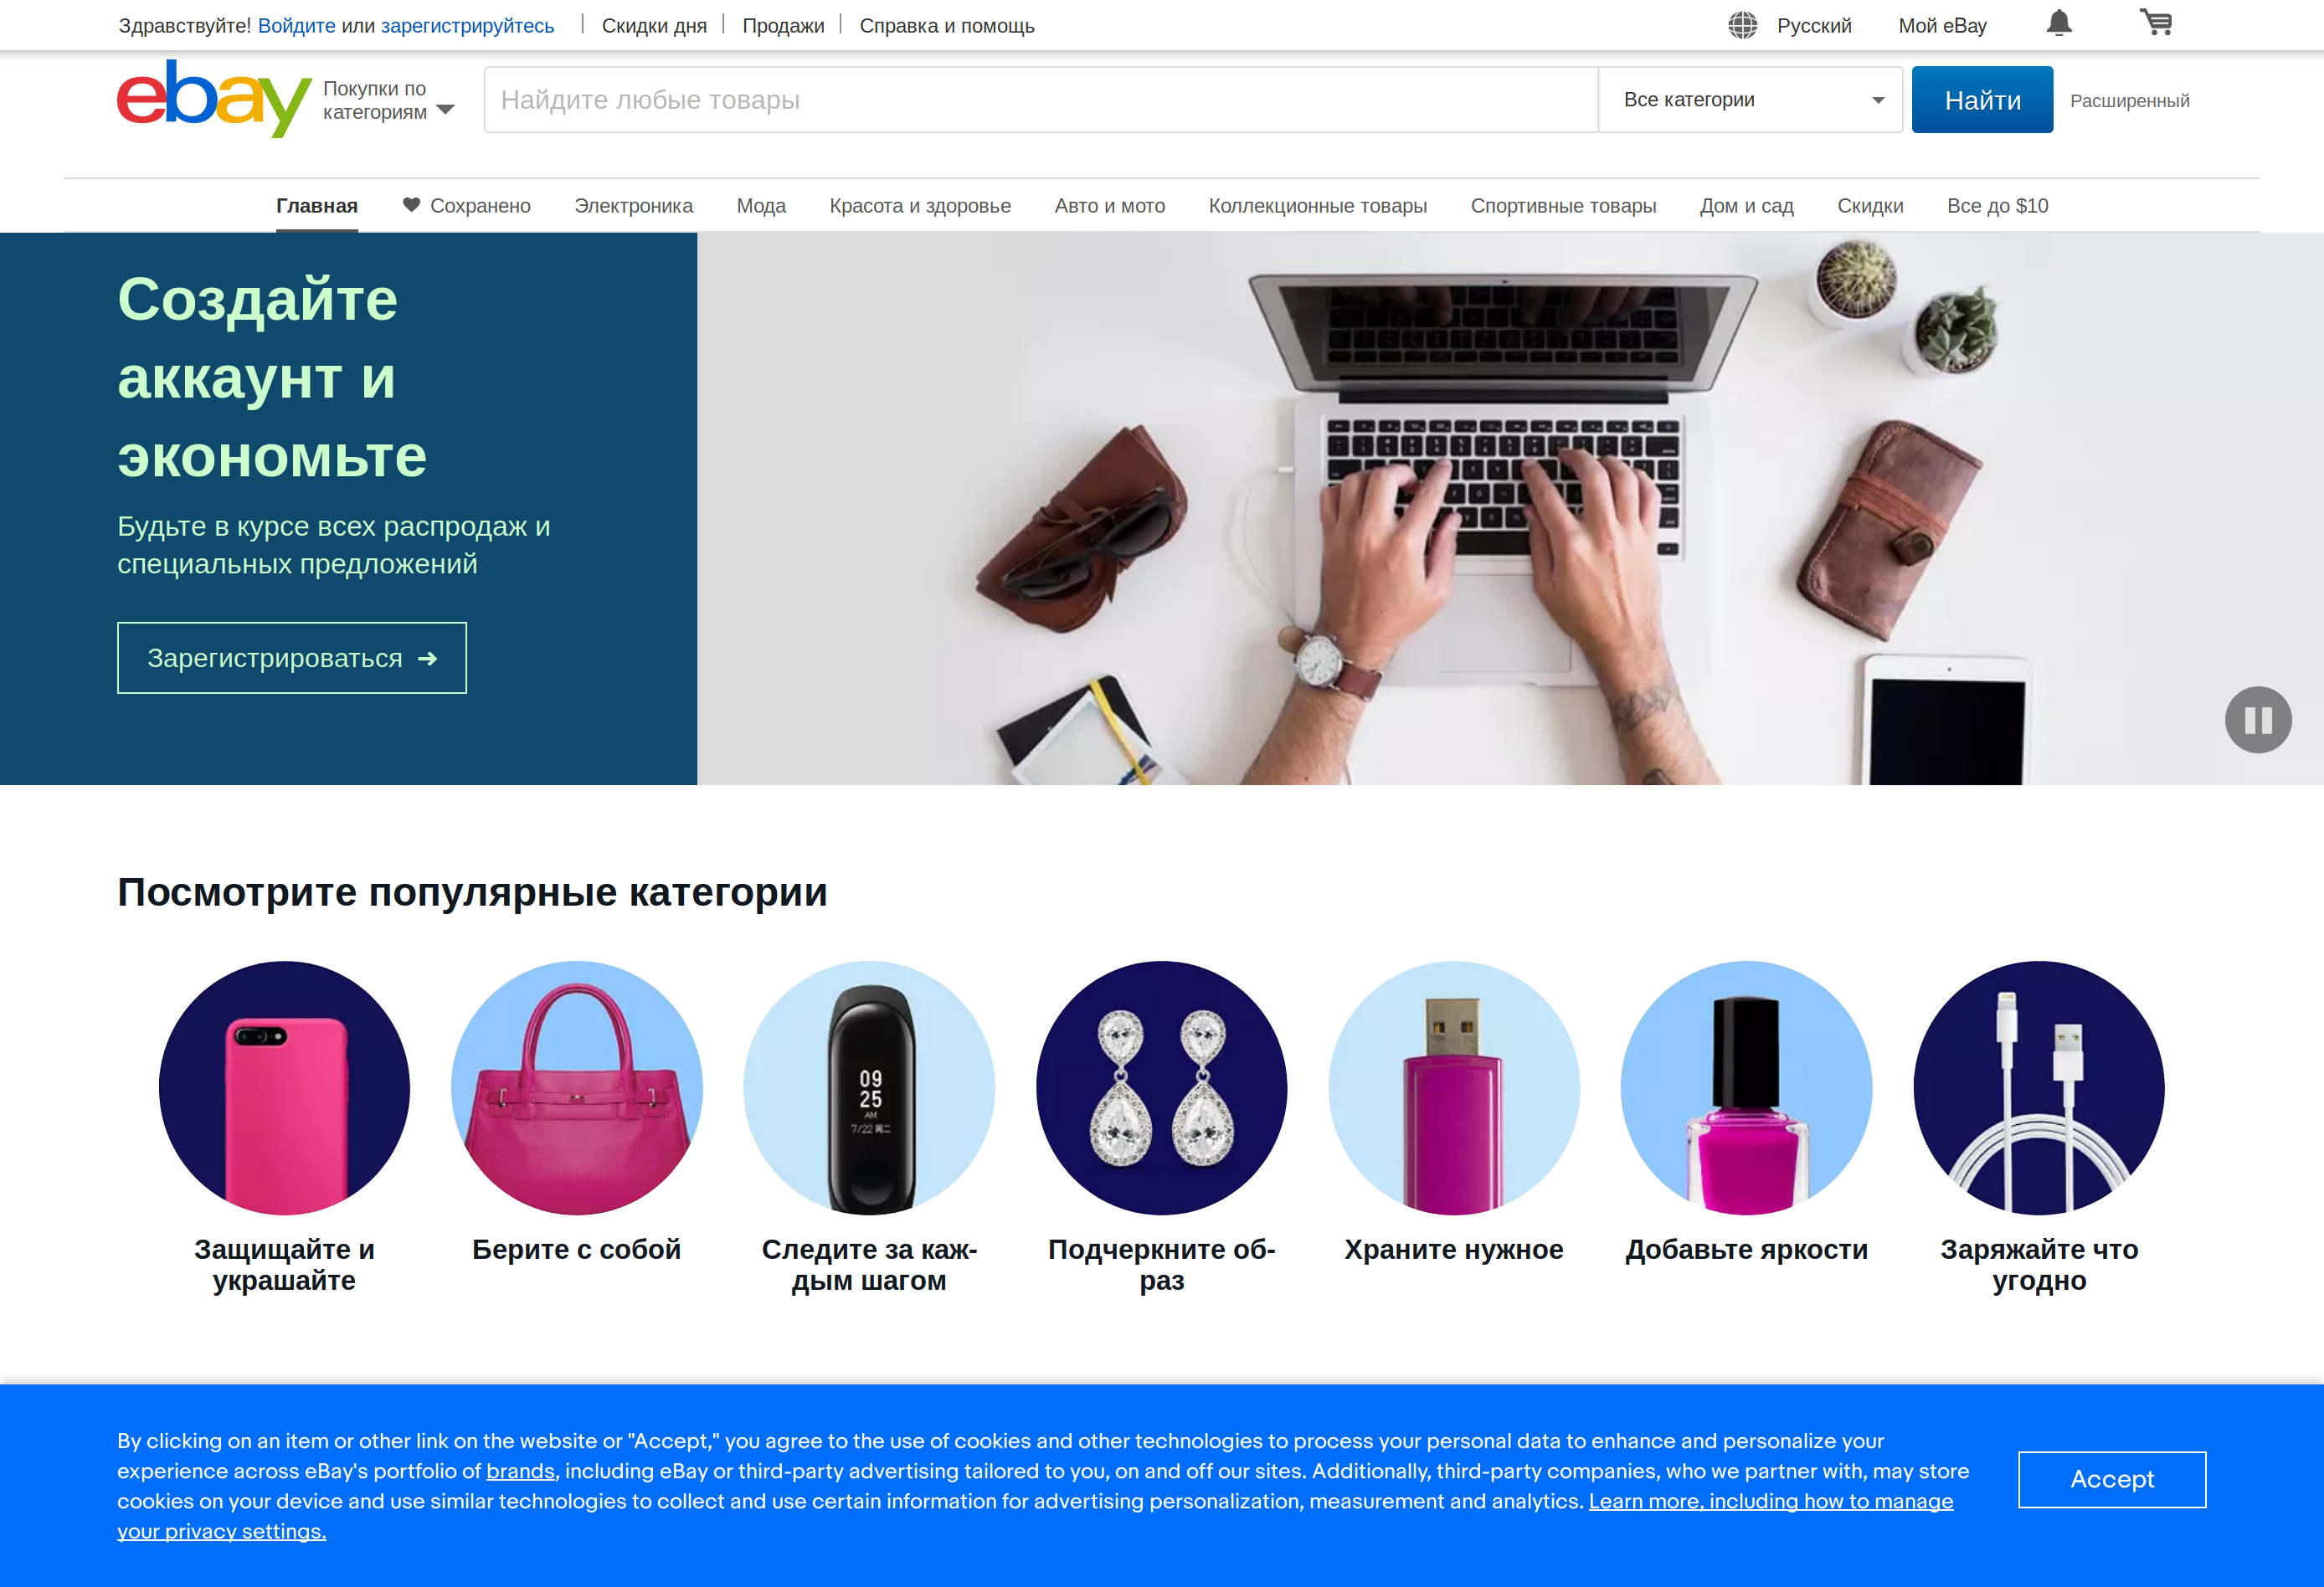 Здравствуйте! Войдите или зарегистрируйтесь
Скидки дня
Продажи
Справка и помощь
Русский
Мой eBay
ebay
Покупки по
категориям
Найдите любые товары
Все категории
Найти
Расширенный
Главная
Сохранено
Электроника
Мода
Красота и здоровье
Авто и мото
Коллекционные товары
Спортивные товары
Дом и сад
Скидки
Все до $10
Создайте
аккаунт и
экономьте
Будьте в курсе всех распродаж и
специальных предложений
Зарегистрироваться
Посмотрите популярные категории
09
25
AM
7/22 周二
Защищайте и
украшайте
Берите с собой
Следите за каж-
дым шагом
Подчеркните об-
раз
Храните нужное
Добавьте яркости
Заряжайте что
угодно
By clicking on an item or other link on the website or "Accept," you agree to the use of cookies and other technologies to process your personal data to enhance and personalize your
experience across eBay's portfolio of brands, including eBay or third-party advertising tailored to you, on and off our sites. Additionally, third-party companies, who we partner with, may store
cookies on your device and use similar technologies to collect and use certain information for advertising personalization, measurement and analytics. Learn more, including how to manage
your privacy settings.
Accept